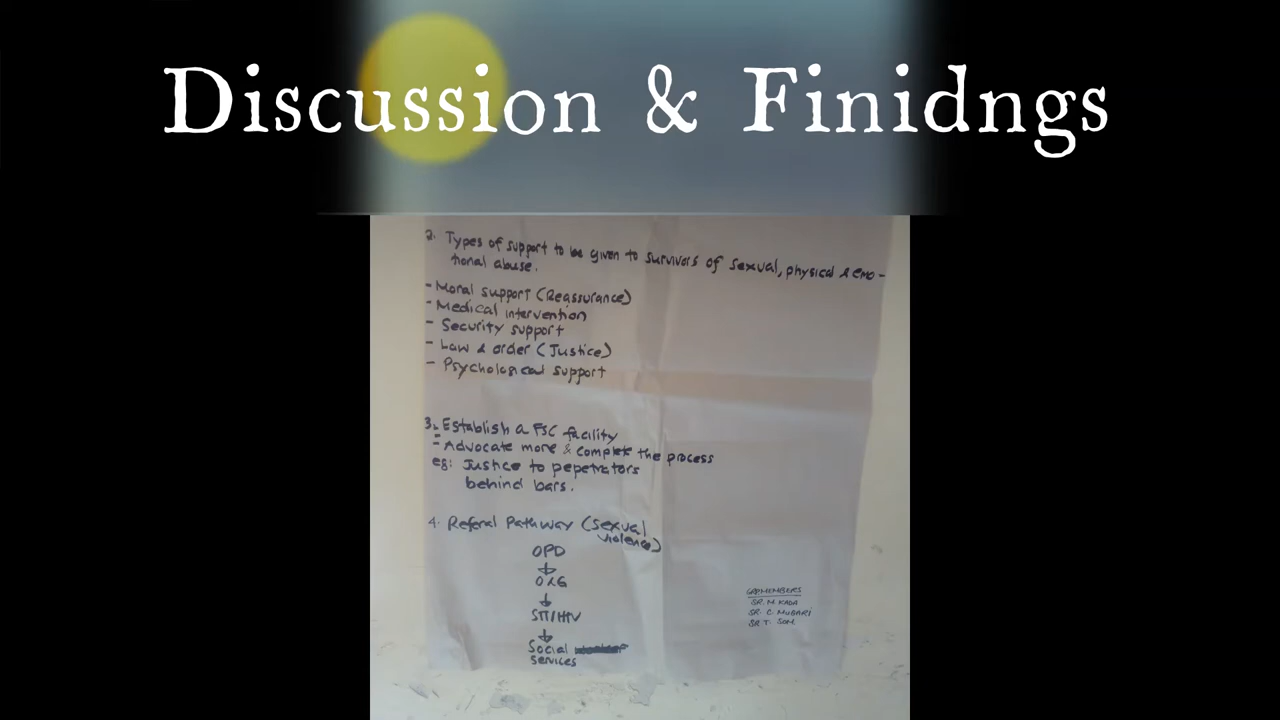 Discussion & Finidngs
2. Types of support to be given to survivors of sexual, physical & emo-
tional abuse.
- Moral support (Reassurance)
- Medical intervention
- Security support
- Law & order (Justice)
- Psychological support
3. - Establish a FSC facility
- Advocate more & complete the process
eg: Justice to pepetrators
behind bars.
4. Referal Pathway (sexual
violence)
OPD
O&G
STI/HIV
Social
services
GRPMEMBERS
SR. M KADA
SR. C. MUBARI
SR T. SOM